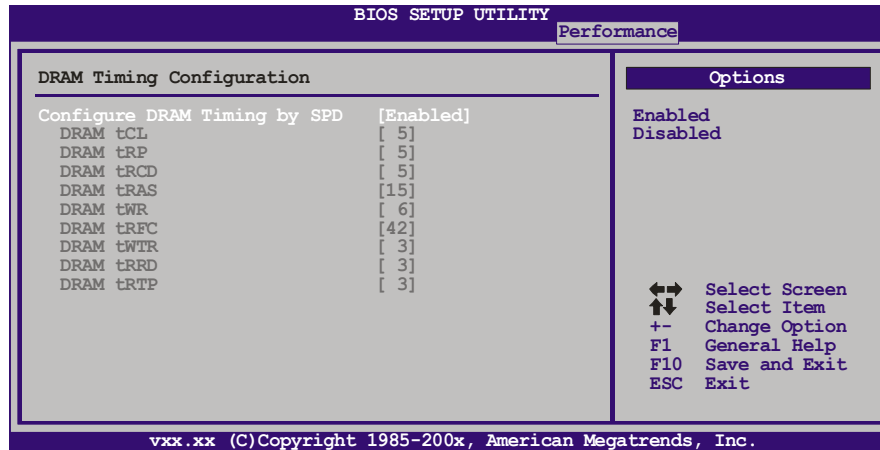 BIOS SETUP UTILITY
Performance
DRAM Timing Configuration
Configure DRAM Timing by SPD [Enabled]
DRAM tCL [ 5]
DRAM tRP [ 5]
DRAM tRCD [ 5]
DRAM tRAS [15]
DRAM tWR [ 6]
DRAM tRFC [42]
DRAM tWTR [ 3]
DRAM tRRD [ 3]
DRAM tRTP [ 3]
Options
Enabled
Disabled
Select Screen
Select Item
+- Change Option
F1 General Help
F10 Save and Exit
ESC Exit
vxx.xx (C)Copyright 1985-200x, American Megatrends, Inc.